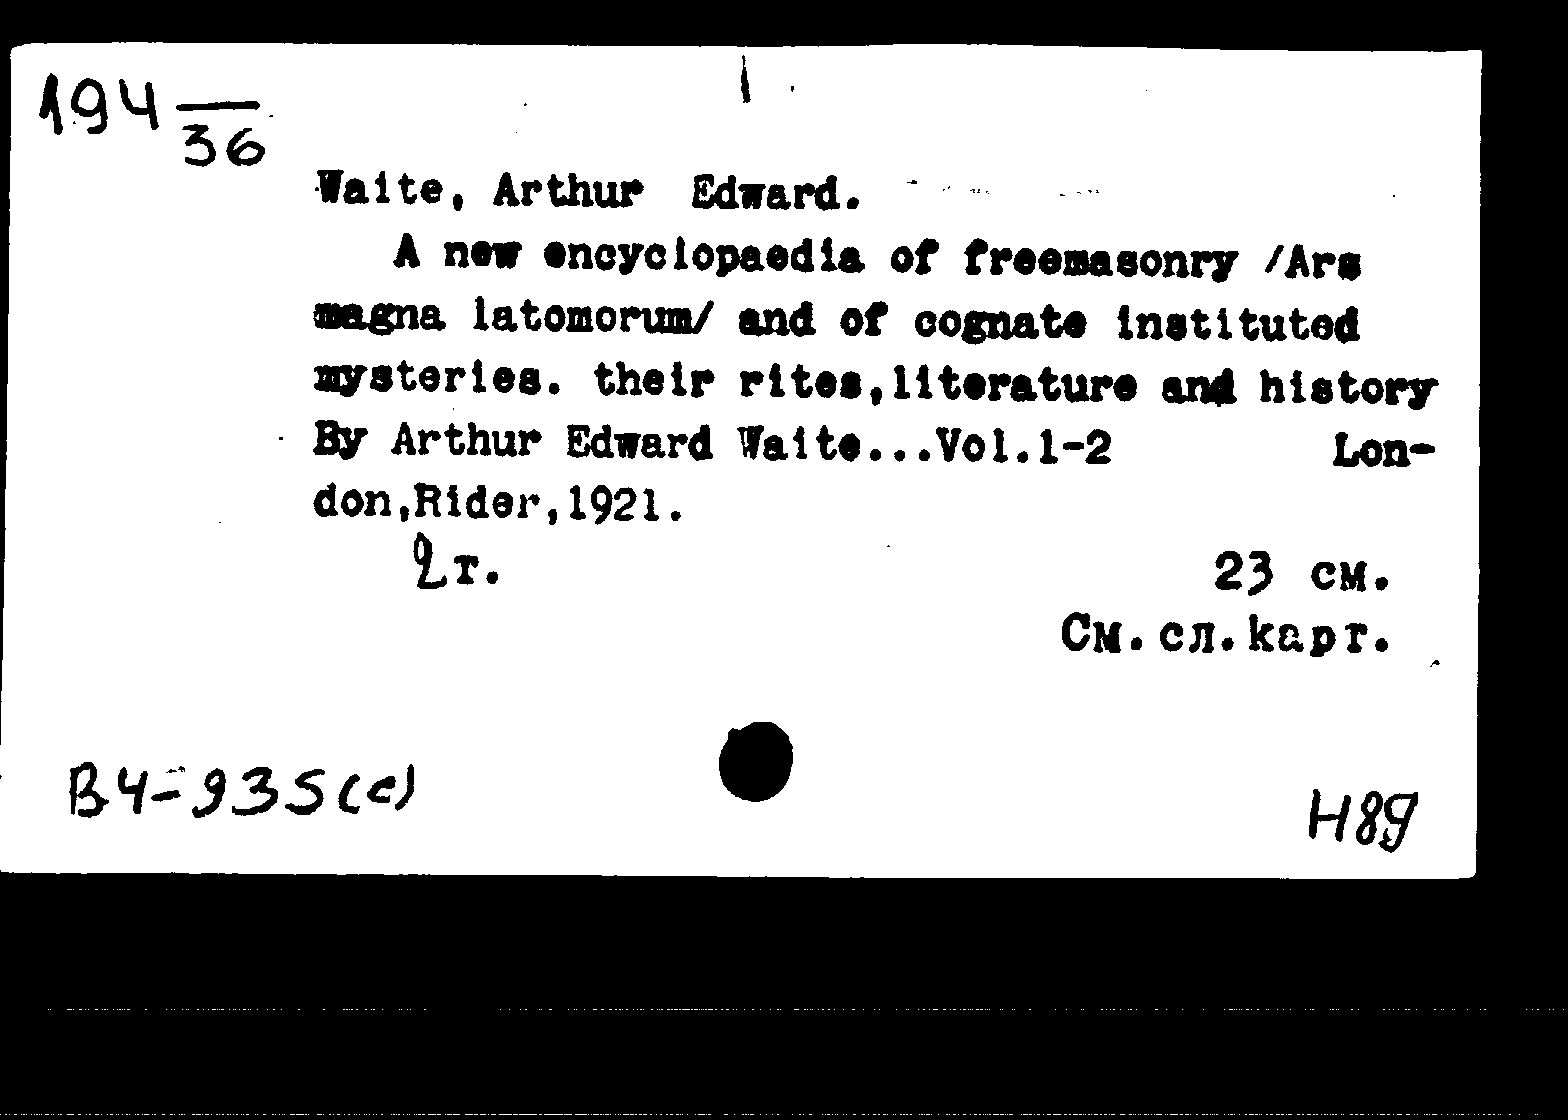 194 —
36
Waite, Arthur Edward.
A new encyclopaedia of freemasonry /Ars
magna latomorum/ and of cognate instituted
mysteries. their rites,literature and history
By Arthur Edward Waite...Vol.1-2 Lon-
don,Rider,1921.
2 т.
23 см.
См.сл.карт.
B4-935(c)
H89